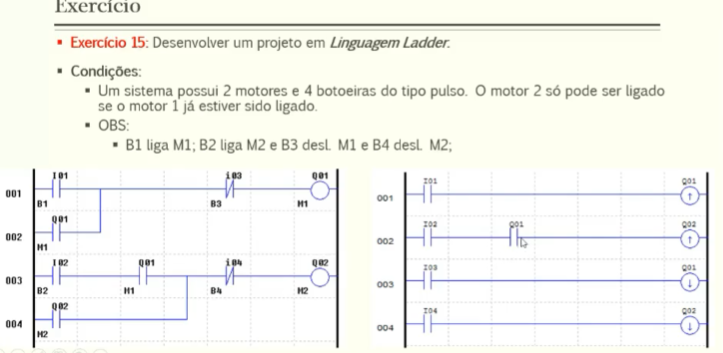 Exercício
Exercício 15: Desenvolver um projeto em Linguagem Ladder.
Condições:
Um sistema possui 2 motores e 4 botoeiras do tipo pulso. O motor 2 só pode ser ligado
se o motor 1 já estiver sido ligado.
OBS:
B1 liga M1; B2 liga M2 e B3 desl. M1 e B4 desl. M2;
I01 i03 Q01
001
B1 B3 M1
Q01
002
M1
I02 Q01 i04 Q02
003
B2 M1 B4 M2
Q02
004
M2
I01 Q01
001
I02 Q01 Q02
002
I03 Q01
003
I04 Q02
004